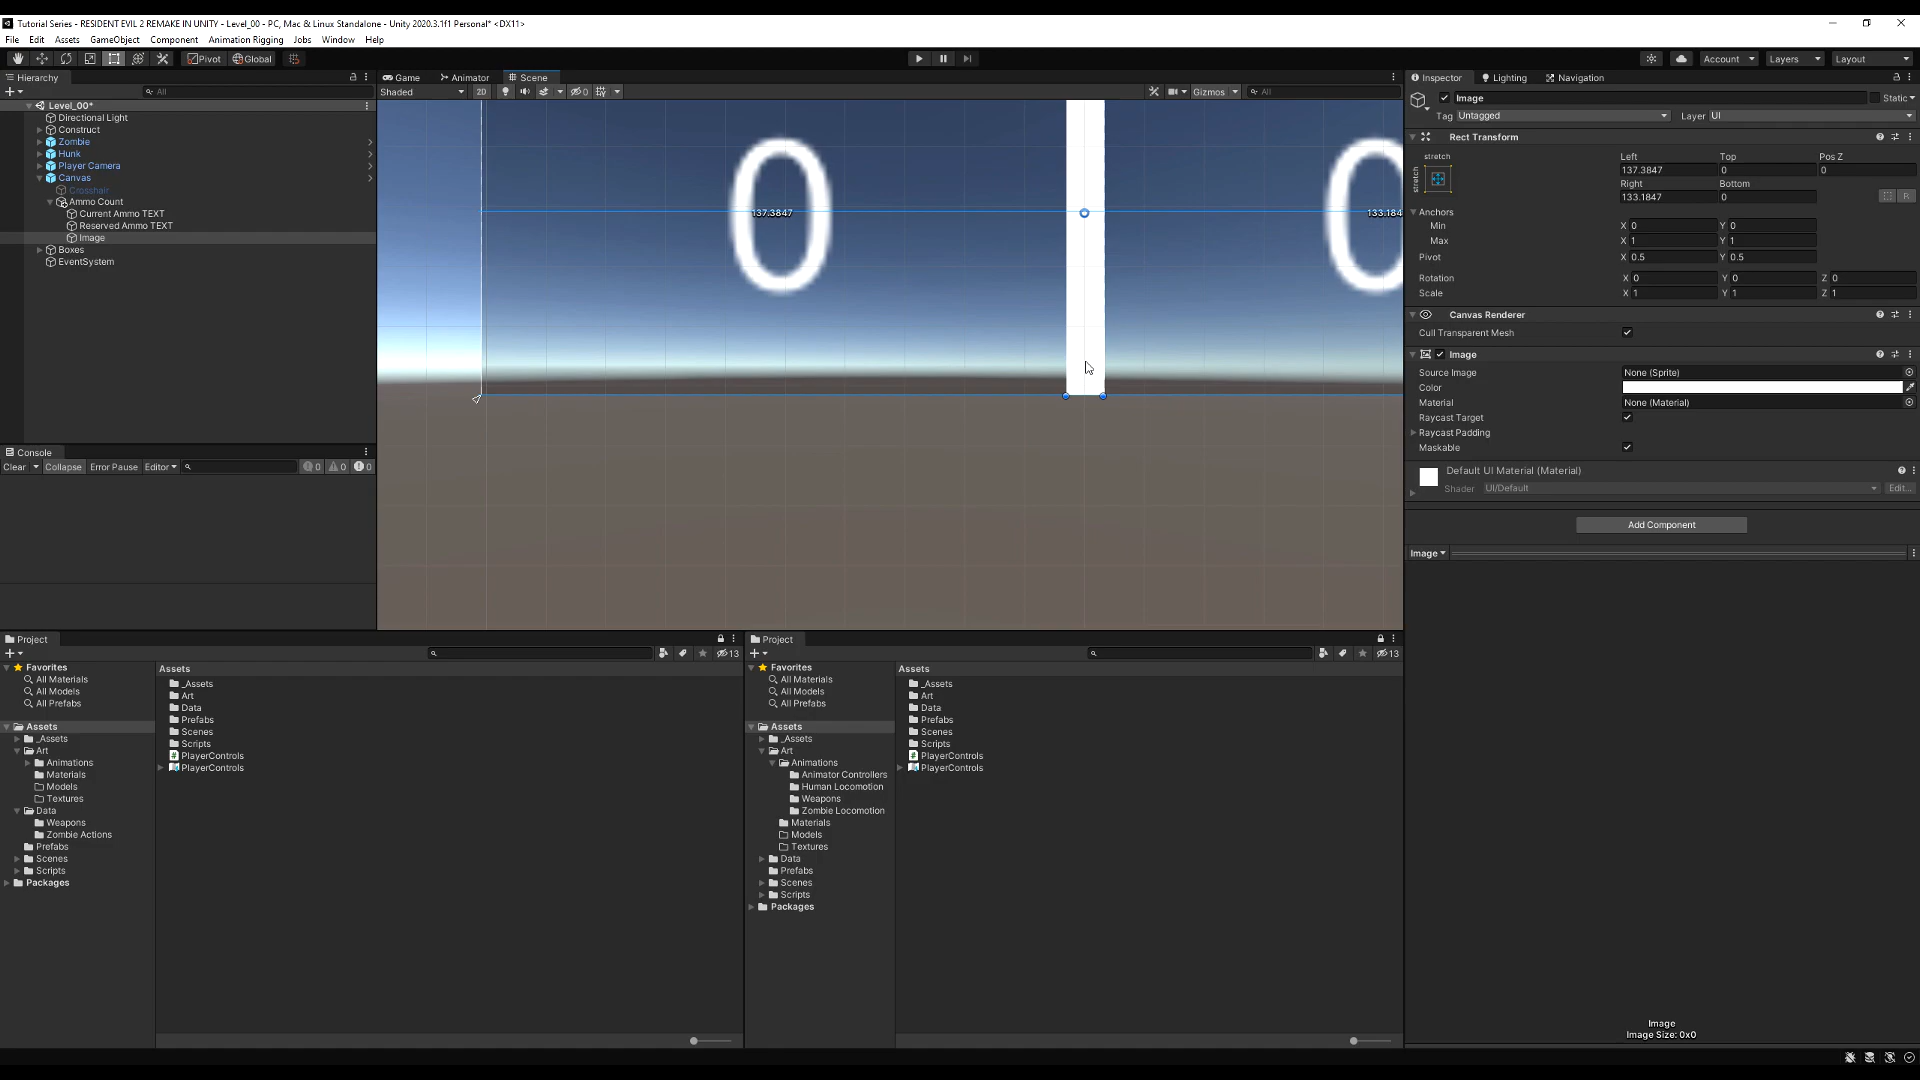 Tutorial Series - RESIDENT EVIL 2 REMAKE IN UNITY - Level_00 - PC, Mac & Linux Standalone - Unity 2020.3.1f1 Personal* <DX11>
File Edit Assets GameObject Component Animation Rigging Jobs Window Help
Pivot Global Account Layers Layout
Hierarchy
All
Level_00*
Directional Light
Construct
Zombie
Hunk
Player Camera
Canvas
Crosshair
Ammo Count
Current Ammo TEXT
Reserved Ammo TEXT
Image
Boxes
EventSystem
Console
Clear Collapse Error Pause Editor 0 0 0
Game Animator Scene
Shaded 2D 0 Gizmos All
0 0
137.3847 133.184
Inspector Lighting Navigation
Image Static
Tag Untagged Layer UI
Rect Transform
stretch
stretch
Left Top Pos Z
137.3847 0 0
Right Bottom
133.1847 0 R
Anchors
Min X 0 Y 0
Max X 1 Y 1
Pivot X 0.5 Y 0.5
Rotation X 0 Y 0 Z 0
Scale X 1 Y 1 Z 1
Canvas Renderer
Cull Transparent Mesh
Image
Source Image None (Sprite)
Color
Material None (Material)
Raycast Target
Raycast Padding
Maskable
Default UI Material (Material)
Shader UI/Default Edit...
Add Component
Image
Image
Image Size: 0x0
Project
13
Favorites
All Materials
All Models
All Prefabs
Assets
_Assets
Art
Animations
Materials
Models
Textures
Data
Weapons
Zombie Actions
Prefabs
Scenes
Scripts
Packages
Assets
_Assets
Art
Data
Prefabs
Scenes
Scripts
PlayerControls
PlayerControls
Project
13
Favorites
All Materials
All Models
All Prefabs
Assets
_Assets
Art
Animations
Animator Controllers
Human Locomotion
Weapons
Zombie Locomotion
Materials
Models
Textures
Data
Prefabs
Scenes
Scripts
Packages
Assets
_Assets
Art
Data
Prefabs
Scenes
Scripts
PlayerControls
PlayerControls